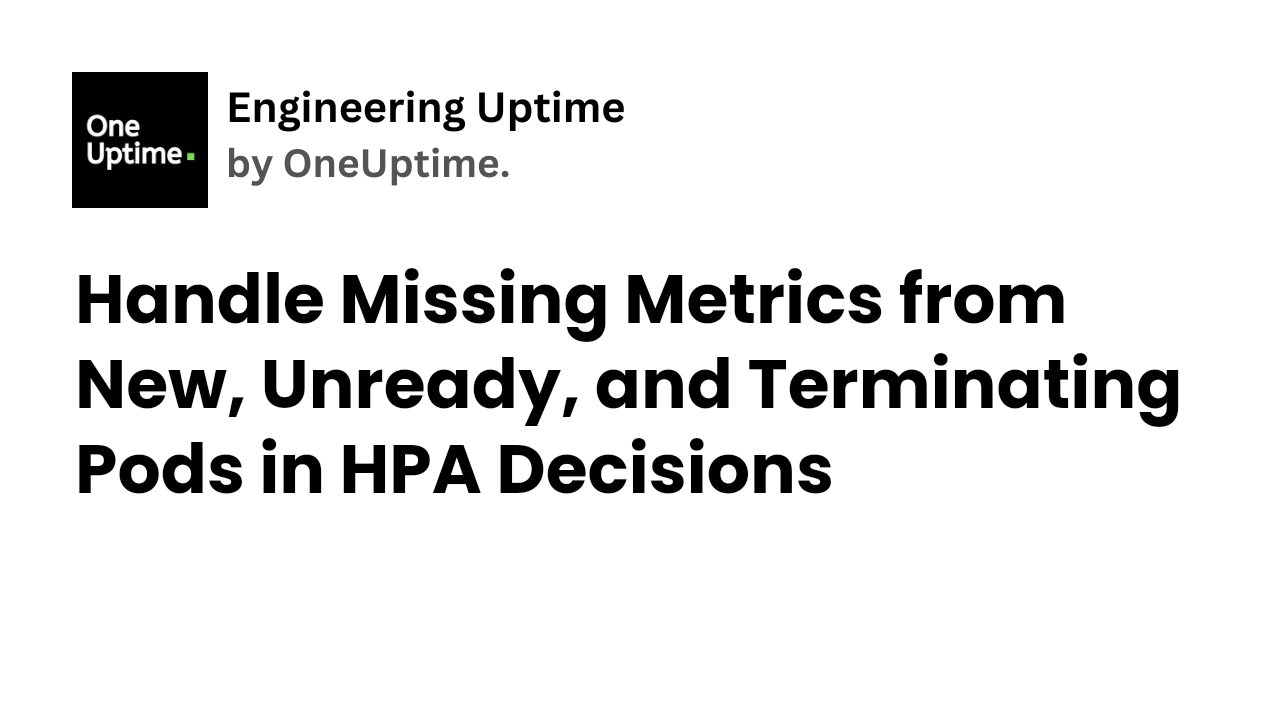 One
Uptime.
Engineering Uptime
by OneUptime.
Handle Missing Metrics from
New, Unready, and Terminating
Pods in HPA Decisions